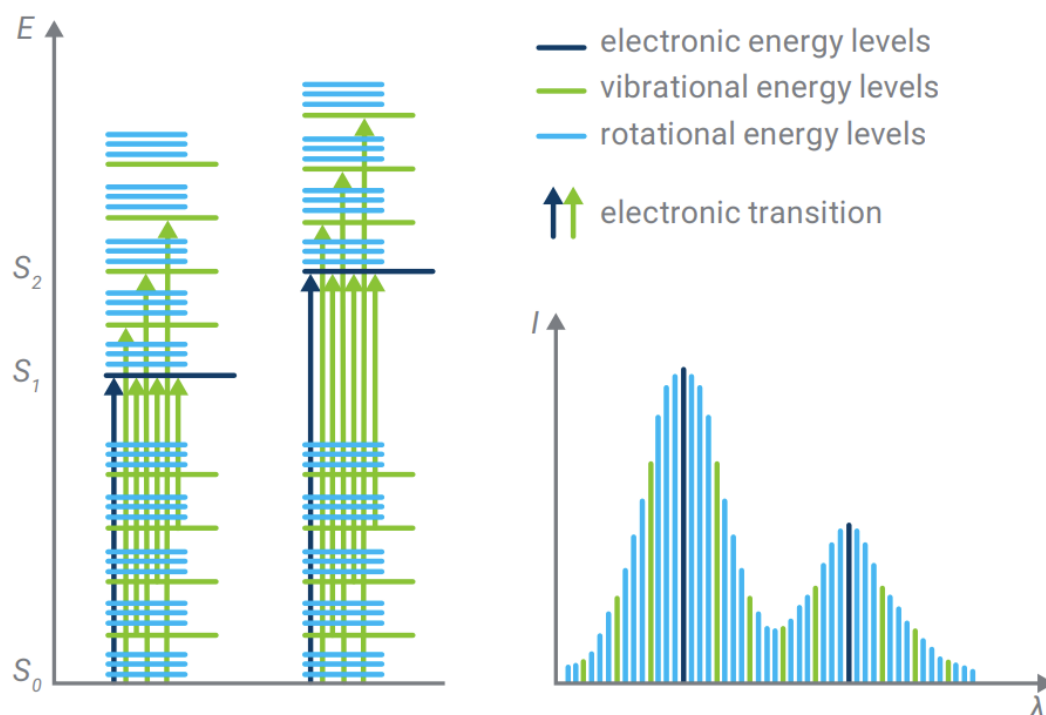 E
electronic energy levels
vibrational energy levels
rotational energy levels
electronic transition
S₂
S₁
S₀
I
λ